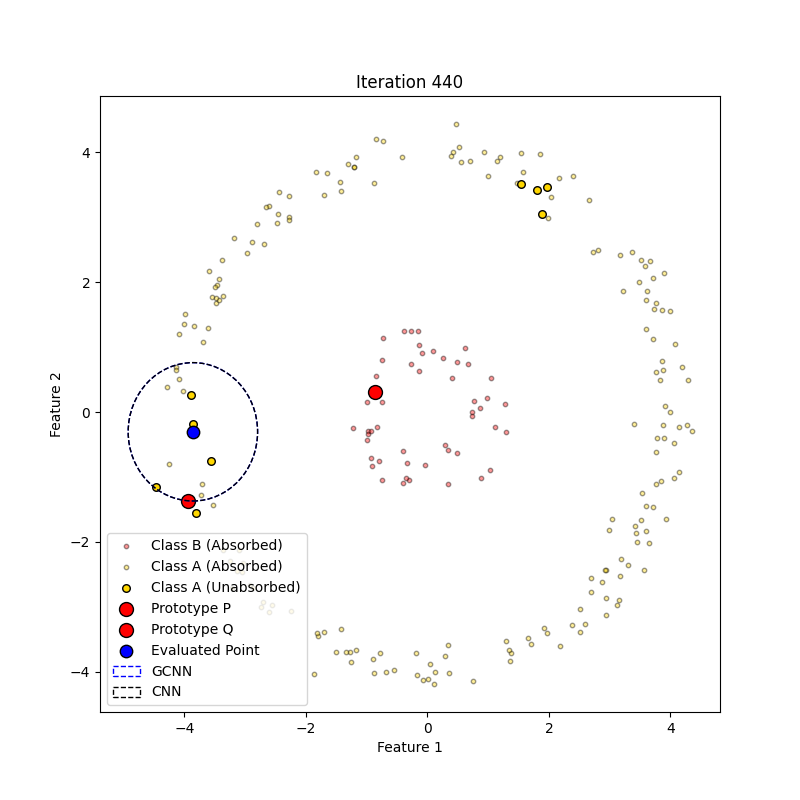 Iteration 440
4
2
0
−2
−4
Feature 2
Class B (Absorbed)
Class A (Absorbed)
Class A (Unabsorbed)
Prototype P
Prototype Q
Evaluated Point
GCNN
CNN
−4
−2
0
2
4
Feature 1